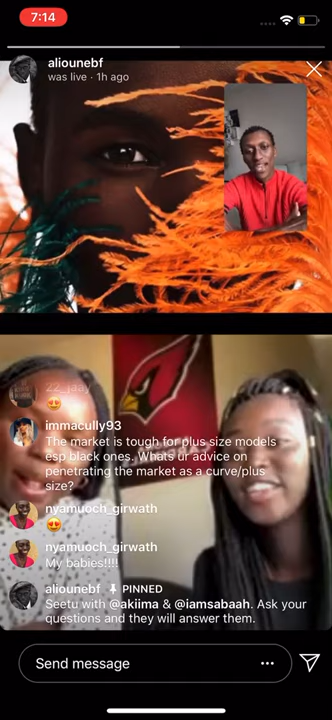 7:14
aliounebf
was live · 1h ago
22_jaay
😍
immacully93
The market is tough for plus size models
esp black ones. Whats ur advice on
penetrating the market as a curve/plus
size?
nyamuoch_girwath
😍
nyamuoch_girwath
My babies!!!!
aliounebf PINNED
Seetu with @akiima & @iamsabaah. Ask your
questions and they will answer them.
Send message